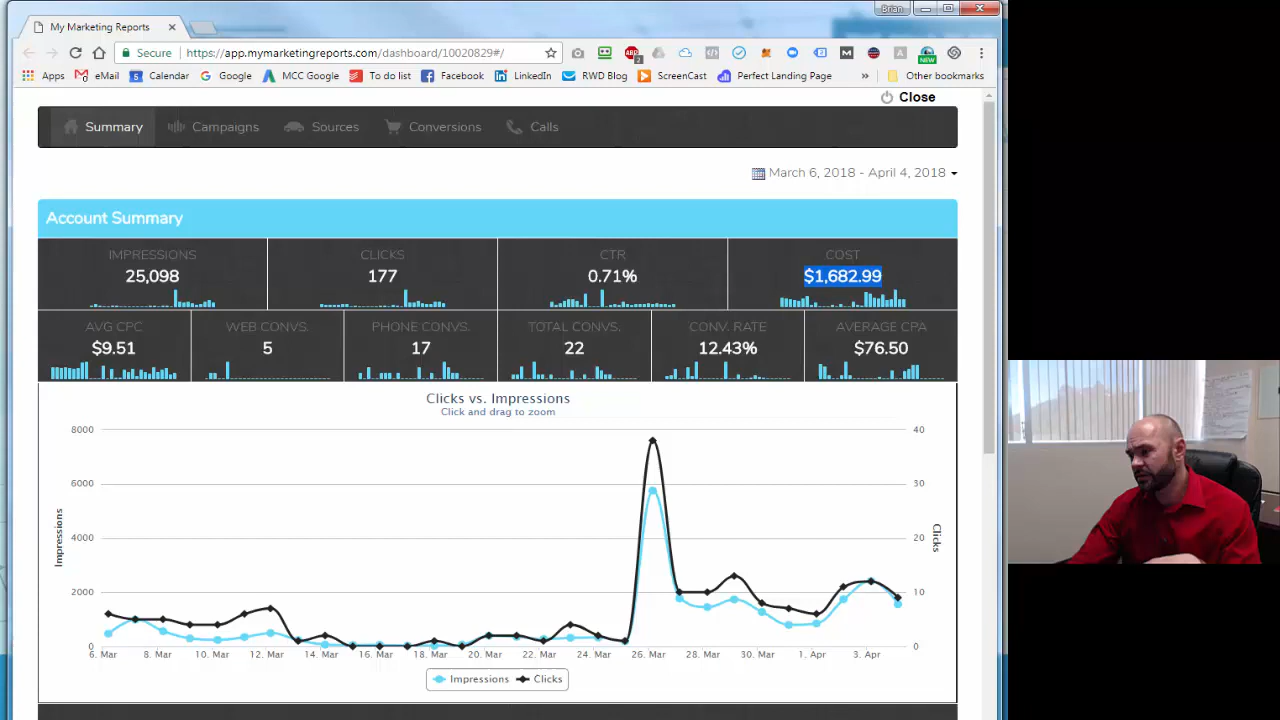 Brian
My Marketing Reports
Secure https://app.mymarketingreports.com/dashboard/10020829#/
Apps eMail Calendar Google MCC Google To do list Facebook LinkedIn RWD Blog ScreenCast Perfect Landing Page » Other bookmarks
Close
Summary Campaigns Sources Conversions Calls
March 6, 2018 - April 4, 2018
Account Summary
IMPRESSIONS CLICKS CTR COST
25,098 177 0.71% $1,682.99
AVG CPC WEB CONVS. PHONE CONVS. TOTAL CONVS. CONV. RATE AVERAGE CPA
$9.51 5 17 22 12.43% $76.50
Clicks vs. Impressions
Click and drag to zoom
8000 40
6000 30
4000 20
2000 10
0 0
Impressions
Clicks
6. Mar 8. Mar 10. Mar 12. Mar 14. Mar 16. Mar 18. Mar 20. Mar 22. Mar 24. Mar 26. Mar 28. Mar 30. Mar 1. Apr 3. Apr
Impressions Clicks